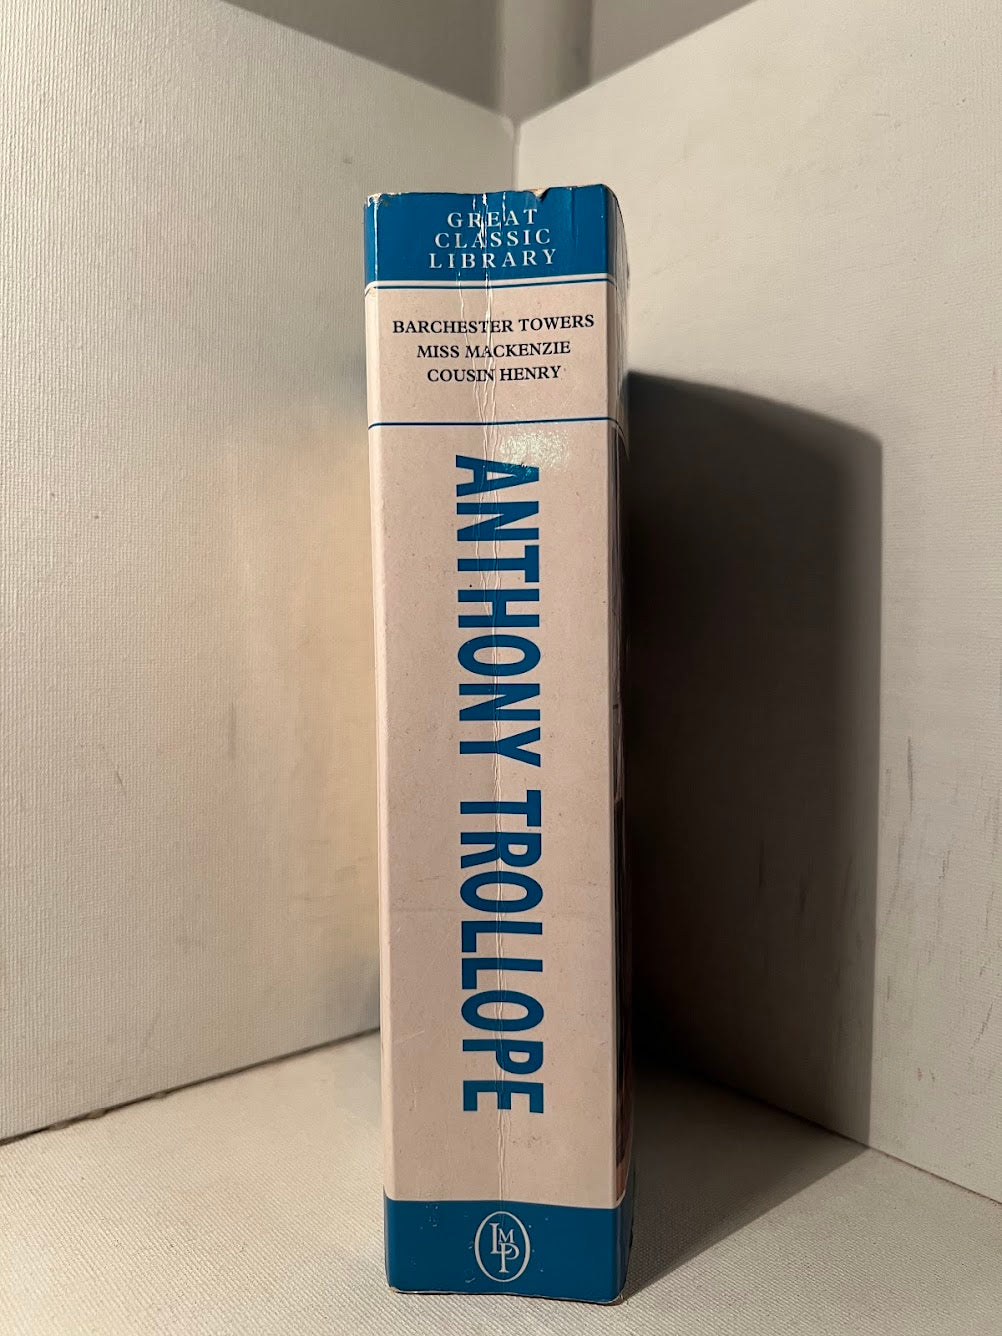 GREAT
CLASSIC
LIBRARY
BARCHESTER TOWERS
MISS MACKENZIE
COUSIN HENRY
ANTHONY TROLLOPE
LMP